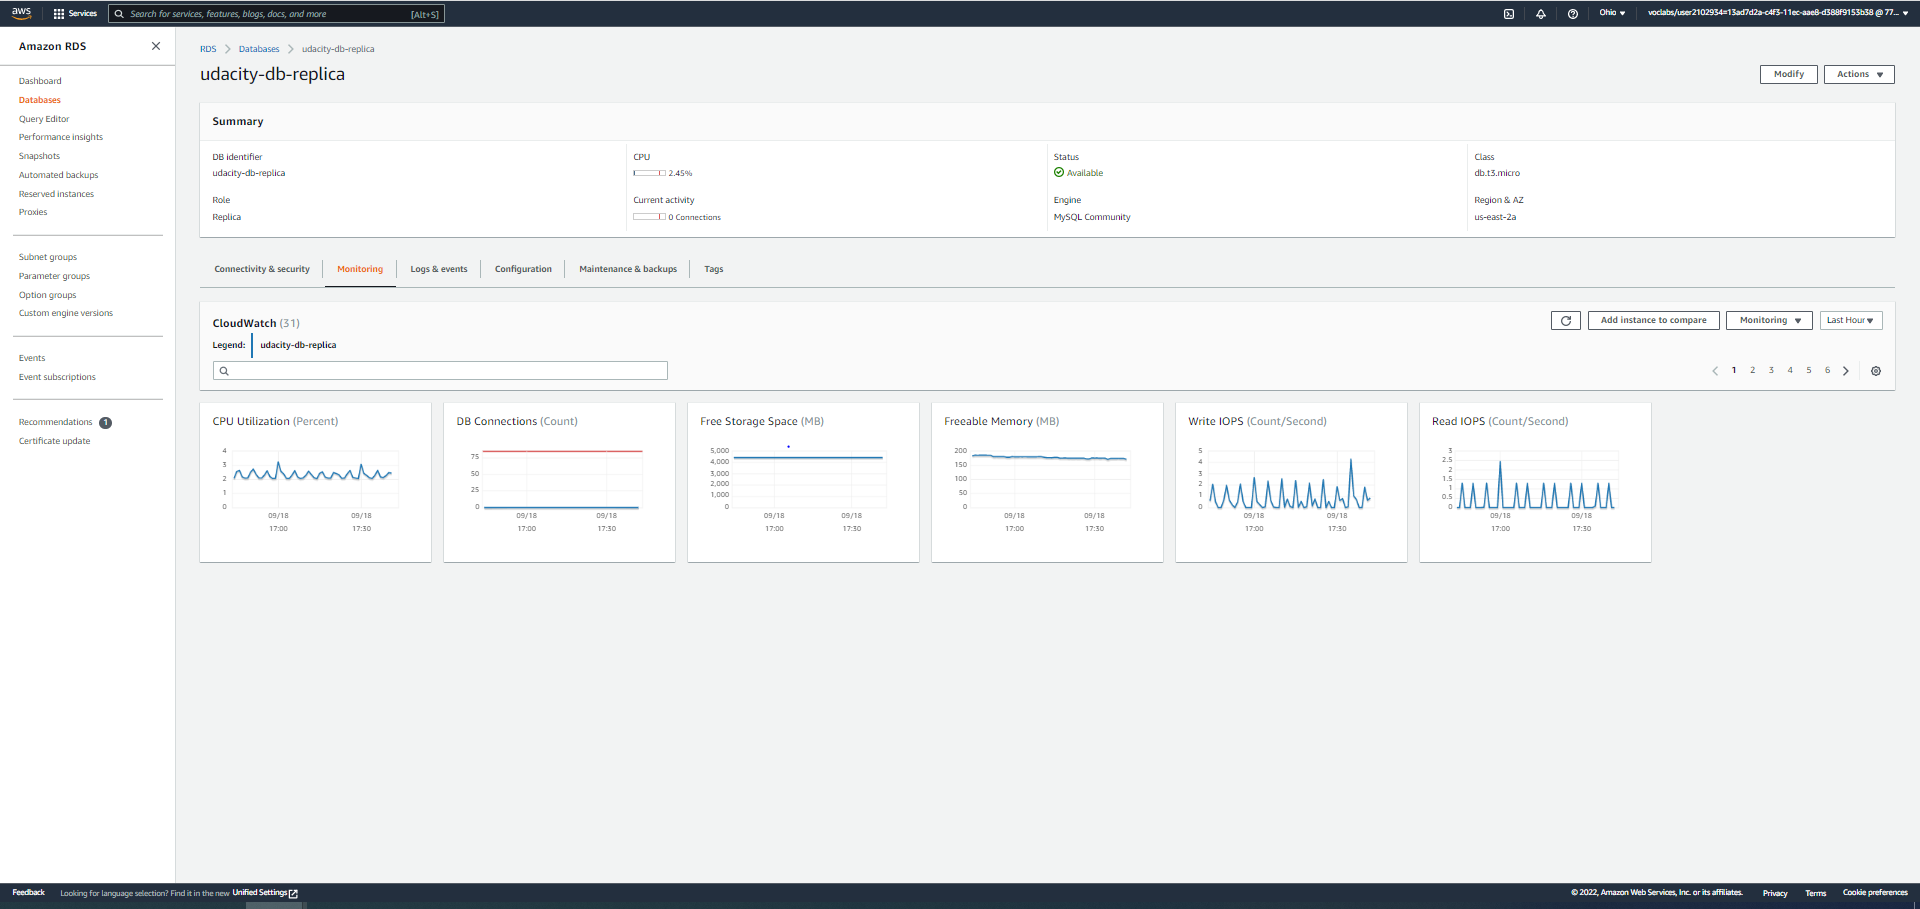 aws Services Search for services, features, blogs, docs, and more [Alt+S] Ohio ▼ voclabs/user2102934=13ad7d2a-c4f3-11ec-aae8-d388f9153b38 @ 77... ▼
Amazon RDS
Dashboard
Databases
Query Editor
Performance insights
Snapshots
Automated backups
Reserved instances
Proxies
Subnet groups
Parameter groups
Option groups
Custom engine versions
Events
Event subscriptions
Recommendations 1
Certificate update
RDS > Databases > udacity-db-replica
udacity-db-replica
Modify
Actions ▼
Summary
DB identifier
udacity-db-replica
Role
Replica
CPU
2.45%
Current activity
0 Connections
Status
Available
Engine
MySQL Community
Class
db.t3.micro
Region & AZ
us-east-2a
Connectivity & security Monitoring Logs & events Configuration Maintenance & backups Tags
CloudWatch (31)
Add instance to compare Monitoring ▼ Last Hour ▼
Legend: udacity-db-replica
1 2 3 4 5 6
CPU Utilization (Percent)
4
3
2
1
0
09/18 09/18
17:00 17:30
DB Connections (Count)
75
50
25
0
09/18 09/18
17:00 17:30
Free Storage Space (MB)
5,000
4,000
3,000
2,000
1,000
0
09/18 09/18
17:00 17:30
Freeable Memory (MB)
200
150
100
50
0
09/18 09/18
17:00 17:30
Write IOPS (Count/Second)
5
4
3
2
1
0
09/18 09/18
17:00 17:30
Read IOPS (Count/Second)
3
2.5
2
1.5
1
0.5
0
09/18 09/18
17:00 17:30
Feedback Looking for language selection? Find it in the new Unified Settings © 2022, Amazon Web Services, Inc. or its affiliates. Privacy Terms Cookie preferences